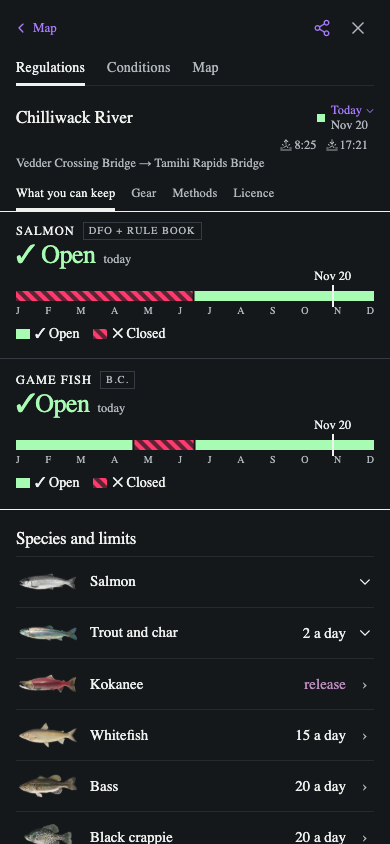 Map
Regulations Conditions Map
Chilliwack River
Today
Nov 20
8:25 17:21
Vedder Crossing Bridge → Tamihi Rapids Bridge
What you can keep Gear Methods Licence
SALMON DFO + RULE BOOK
✓ Open today
Nov 20
J F M A M J J A S O N D
✓ Open ✕ Closed
GAME FISH B.C.
✓ Open today
Nov 20
J F M A M J J A S O N D
✓ Open ✕ Closed
Species and limits
Salmon
Trout and char 2 a day
Kokanee release
Whitefish 15 a day
Bass 20 a day
Black crappie 20 a day